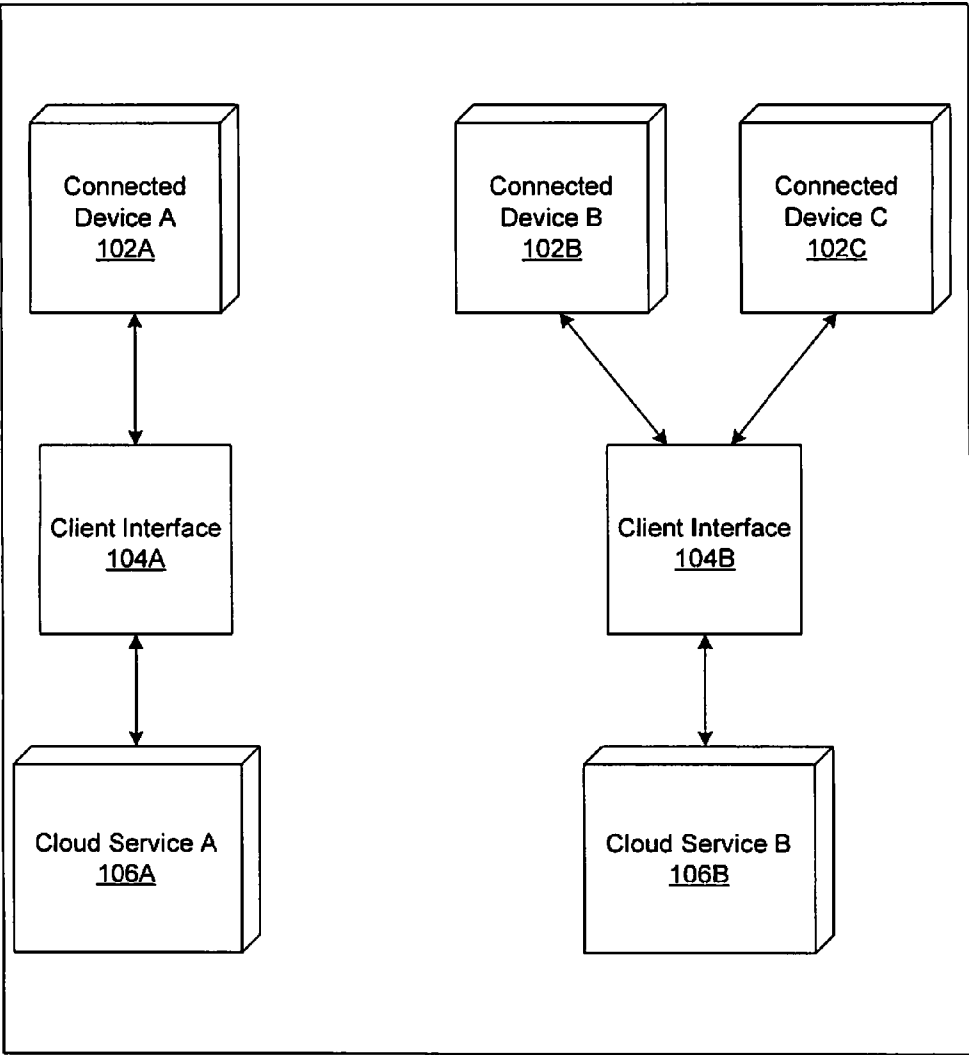 Connected
Device A
102A
Connected
Device B
102B
Connected
Device C
102C
Client Interface
104A
Client Interface
104B
Cloud Service A
106A
Cloud Service B
106B